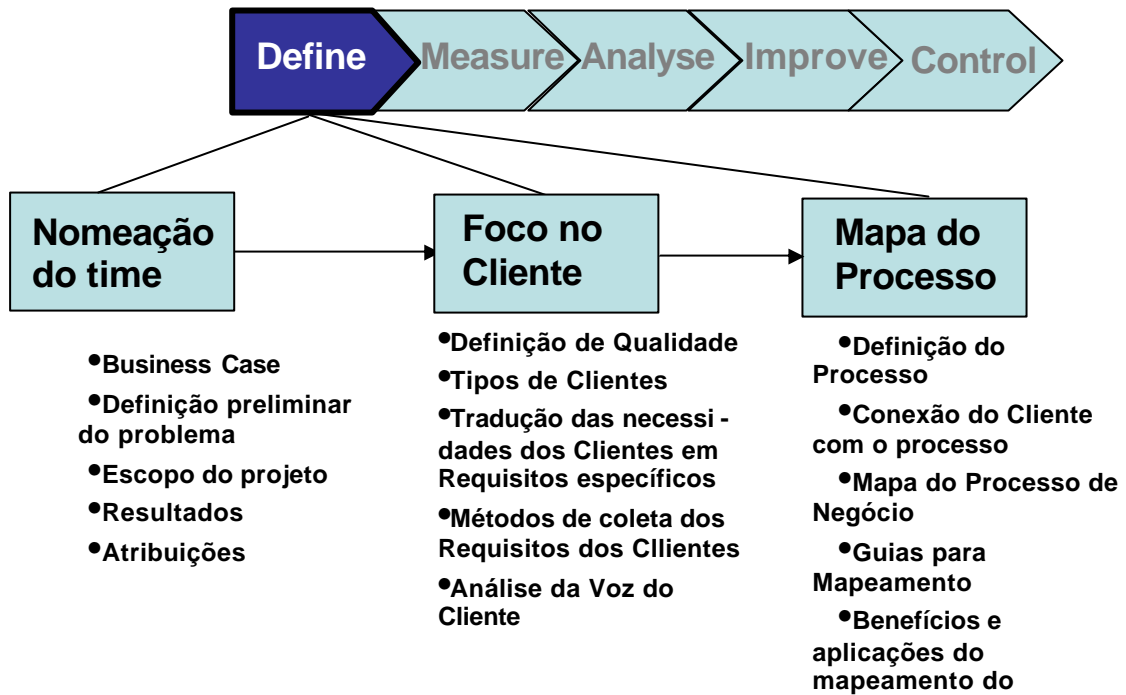 Define Measure Analyse Improve Control
Nomeação
do time
Foco no
Cliente
Mapa do
Processo
•Business Case
•Definição preliminar
do problema
•Escopo do projeto
•Resultados
•Atribuições
•Definição de Qualidade
•Tipos de Clientes
•Tradução das necessi -
dades dos Clientes em
Requisitos específicos
•Métodos de coleta dos
Requisitos dos Cllientes
•Análise da Voz do
Cliente
•Definição do
Processo
•Conexão do Cliente
com o processo
•Mapa do Processo de
Negócio
•Guias para
Mapeamento
•Benefícios e
aplicações do
mapeamento do